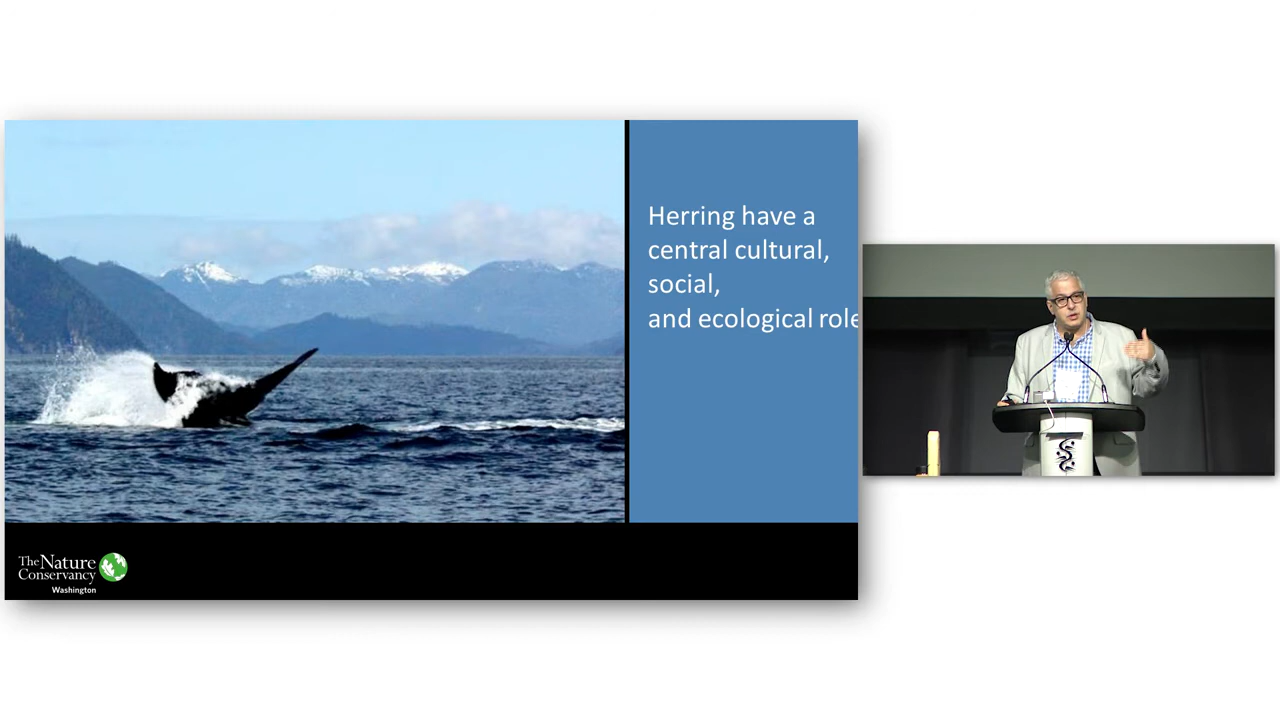 Herring have a
central cultural,
social,
and ecological role
The Nature
Conservancy
Washington